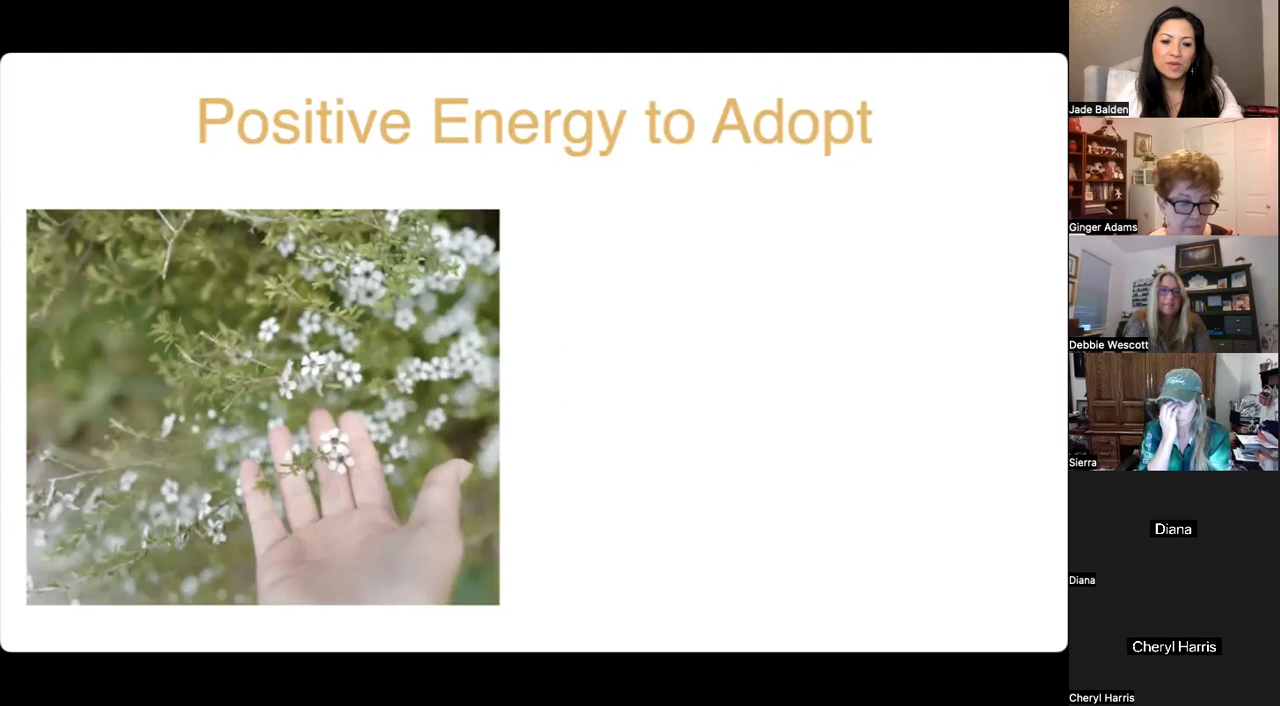 Positive Energy to Adopt
Jade Balden
Ginger Adams
Debbie Wescott
Sierra
Diana
Diana
Cheryl Harris
Cheryl Harris